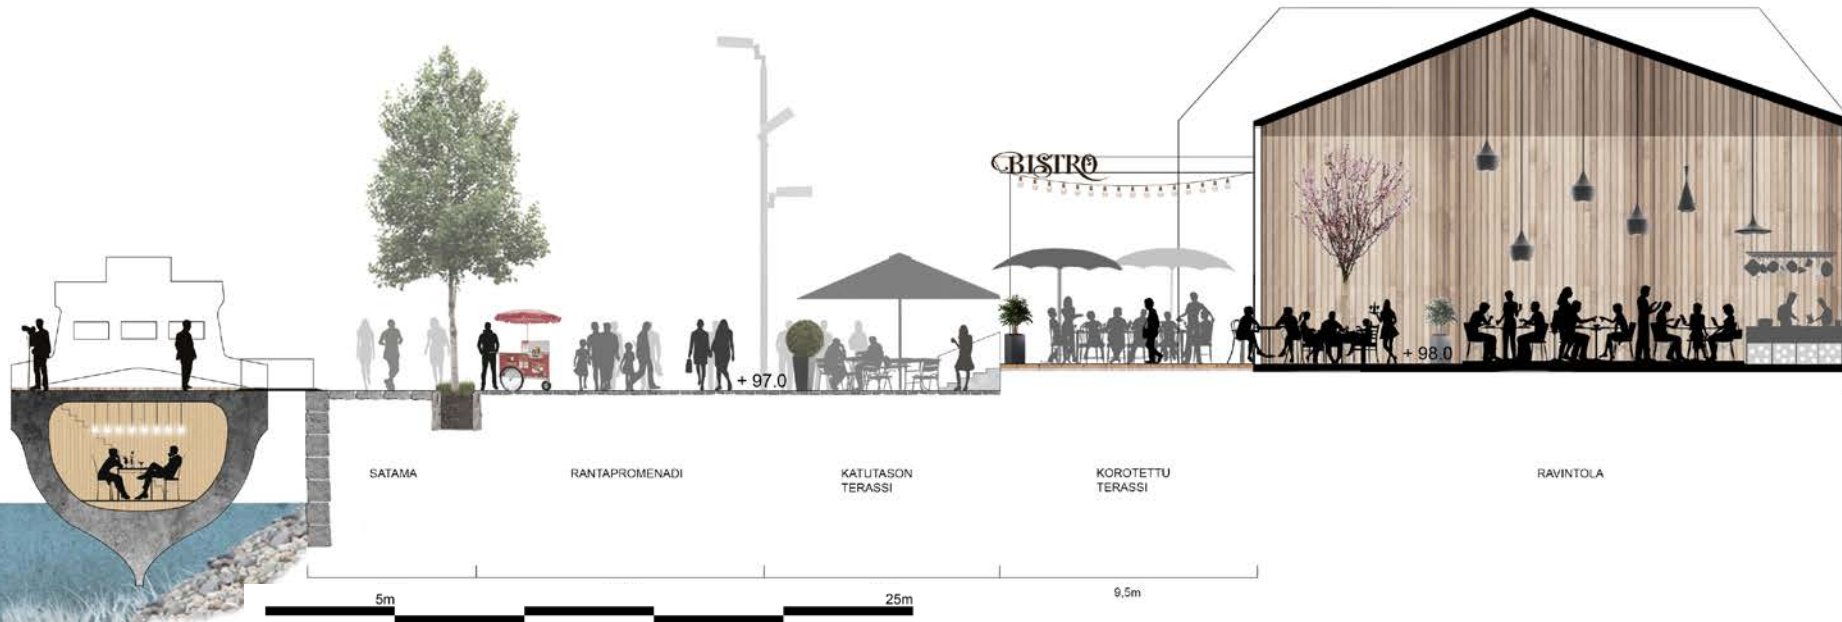 BISTRO
+ 97.0
+ 98.0
SATAMA
RANTAPROMENADI
KATUTASON
TERASSI
KOROTETTU
TERASSI
RAVINTOLA
9,5m
5m
25m